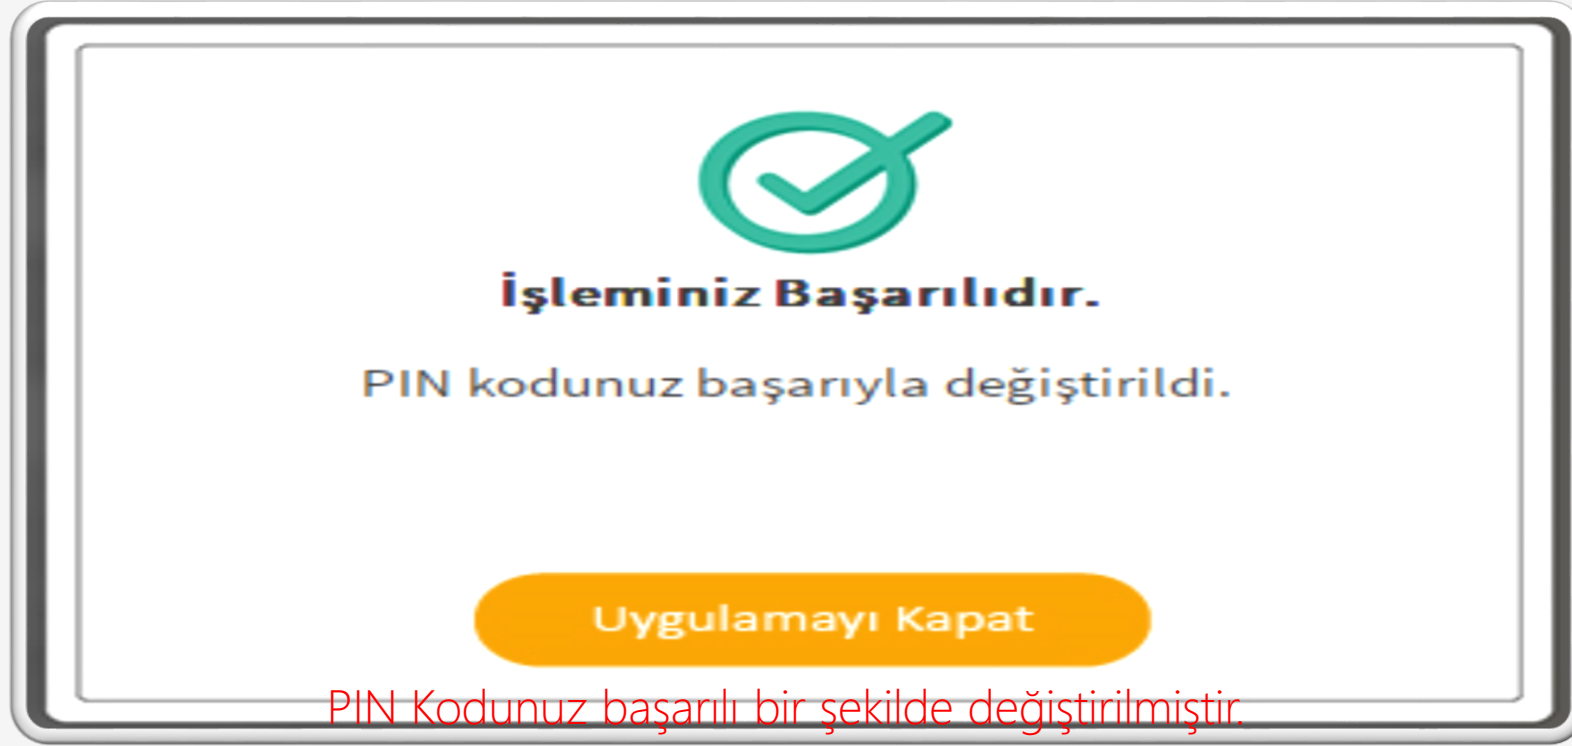 İşleminiz Başarılıdır.
PIN kodunuz başarıyla değiştirildi.
Uygulamayı Kapat
PIN Kodunuz başarılı bir şekilde değiştirilmiştir.